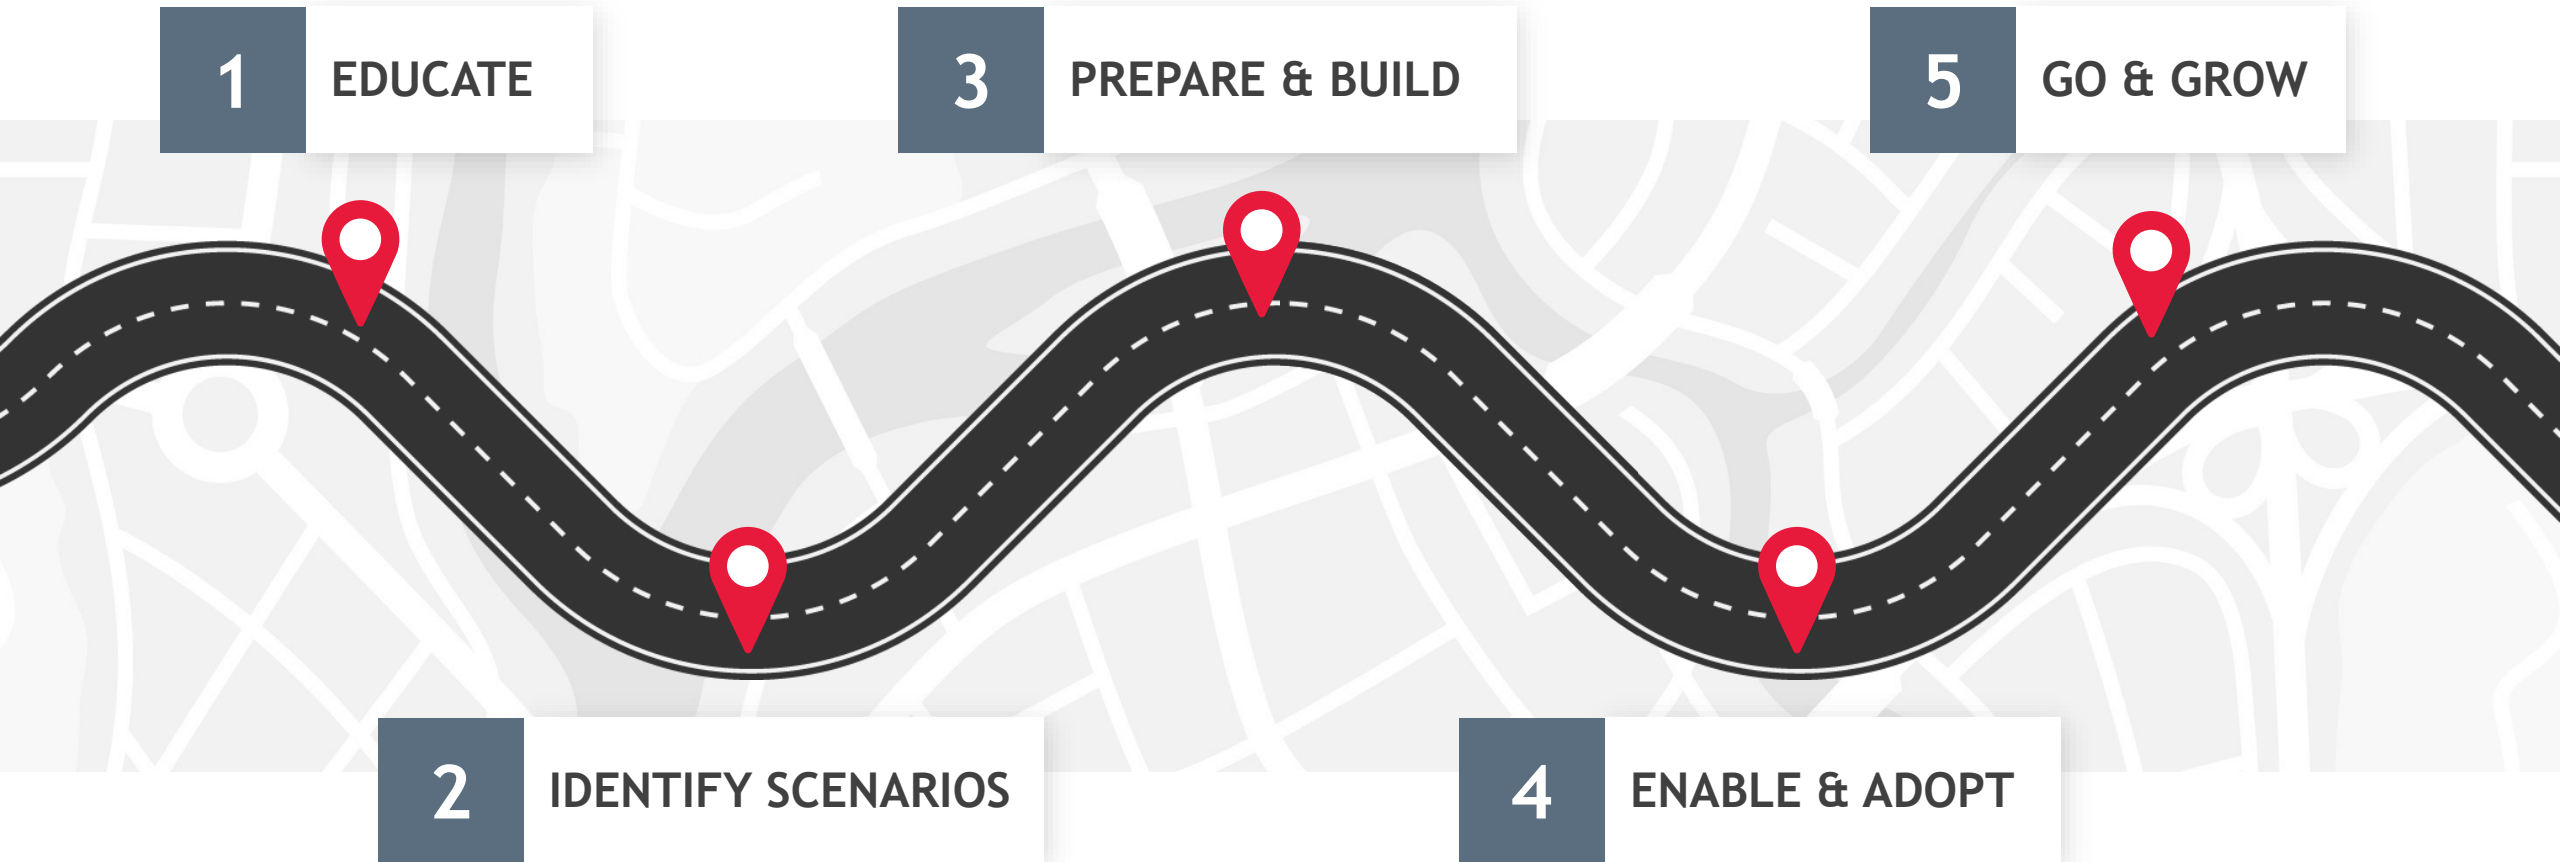 1 EDUCATE
2 IDENTIFY SCENARIOS
3 PREPARE & BUILD
4 ENABLE & ADOPT
5 GO & GROW